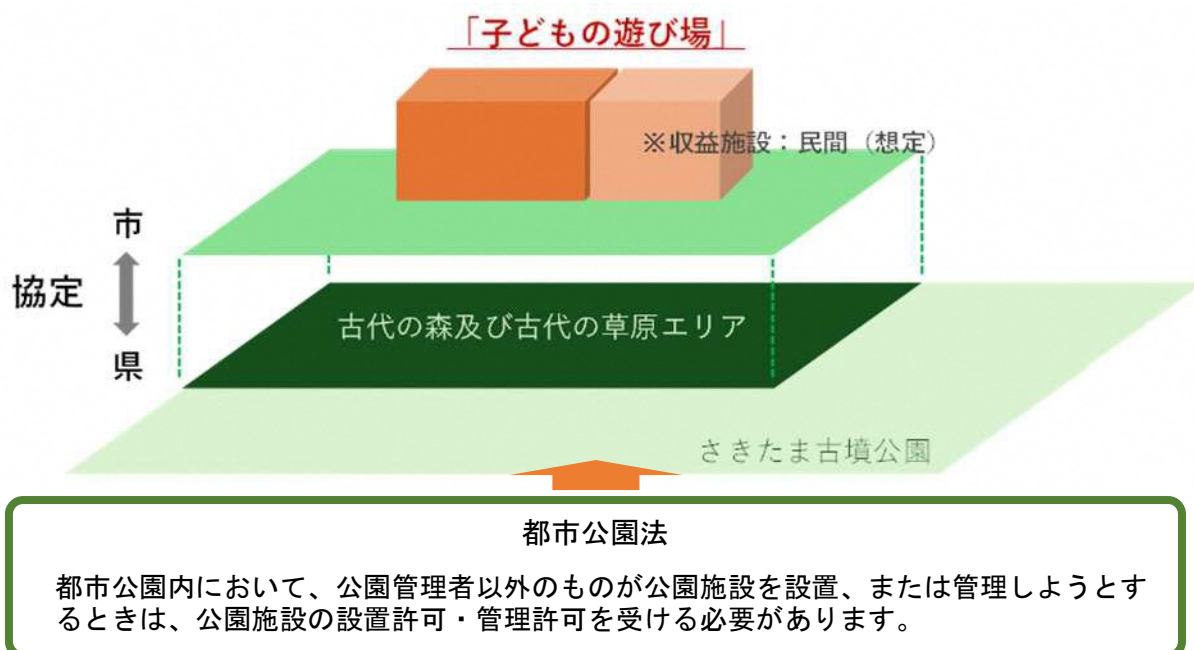 「子どもの遊び場」
※収益施設：民間（想定）
市
協定
県
古代の森及び古代の草原エリア
さきたま古墳公園
都市公園法
都市公園内において、公園管理者以外のものが公園施設を設置、または管理しようとす
るときは、公園施設の設置許可・管理許可を受ける必要があります。